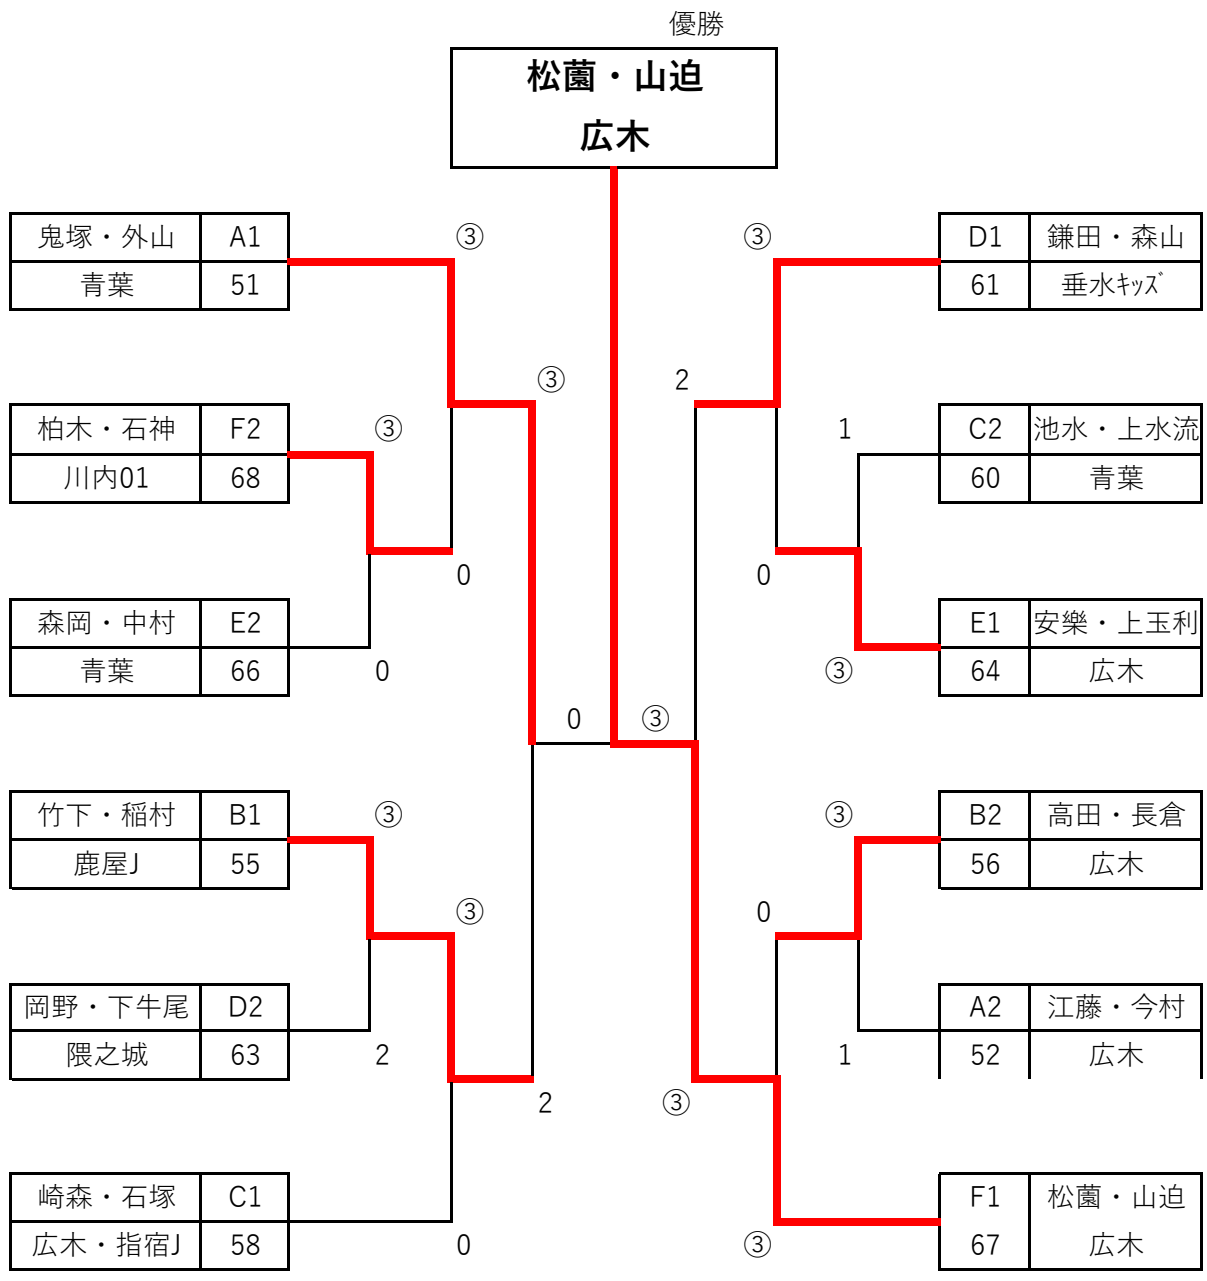 優勝
松薗・山迫
広木
鬼塚・外山 A1
青葉 51
③
③
D1 鎌田・森山
61 垂水ｷｯｽﾞ
③
2
柏木・石神 F2
川内01 68
③
1
C2 池水・上水流
60 青葉
0
0
森岡・中村 E2
青葉 66
0
③
E1 安樂・上玉利
64 広木
0
③
竹下・稲村 B1
鹿屋J 55
③
③
B2 高田・長倉
56 広木
③
0
岡野・下牛尾 D2
隈之城 63
2
1
A2 江藤・今村
52 広木
2
③
崎森・石塚 C1
広木・指宿J 58
0
③
F1 松薗・山迫
67 広木